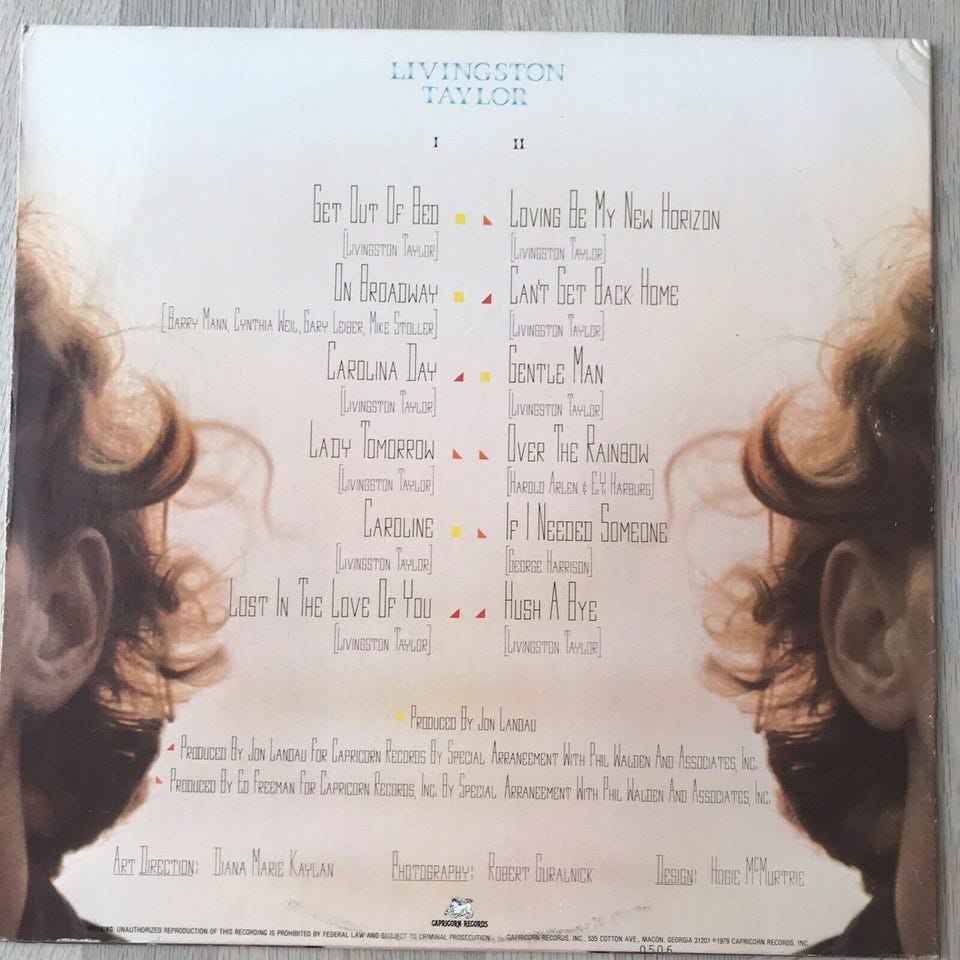 LIVINGSTON
TAYLOR
I
Get Out Of Bed
[Livingston Taylor]
On Broadway
[Barry Mann, Cynthia Weil, Gary Leiber, Mike Stoller]
Carolina Day
[Livingston Taylor]
Lady Tomorrow
[Livingston Taylor]
Caroline
[Livingston Taylor]
Lost In The Love Of You
[Livingston Taylor]
II
Loving Be My New Horizon
[Livingston Taylor]
Can't Get Back Home
[Livingston Taylor]
Gentle Man
[Livingston Taylor]
Over The Rainbow
[Harold Arlen & E.Y. Harburg]
If I Needed Someone
[George Harrison]
Hush A Bye
[Livingston Taylor]
Produced By Jon Landau
Produced By Jon Landau For Capricorn Records By Special Arraneement With Phil Walden And Associates, Inc.
Produced By Ed Freeman For Capricorn Records, Inc. By Special Arraneement With Phil Walden And Associates, Inc.
Art Direction: Diana Marie Kaylan Photography: Robert Guralnick Design: Hogie McMurtrie
CAPRICORN RECORDS
WARNING: UNAUTHORIZED REPRODUCTION OF THIS RECORDING IS PROHIBITED BY FEDERAL LAW AND SUBJECT TO CRIMINAL PROSECUTION. CAPRICORN RECORDS, INC., 535 COTTON AVE., MACON, GEORGIA 31201 ©1979 CAPRICORN RECORDS, INC.
0506